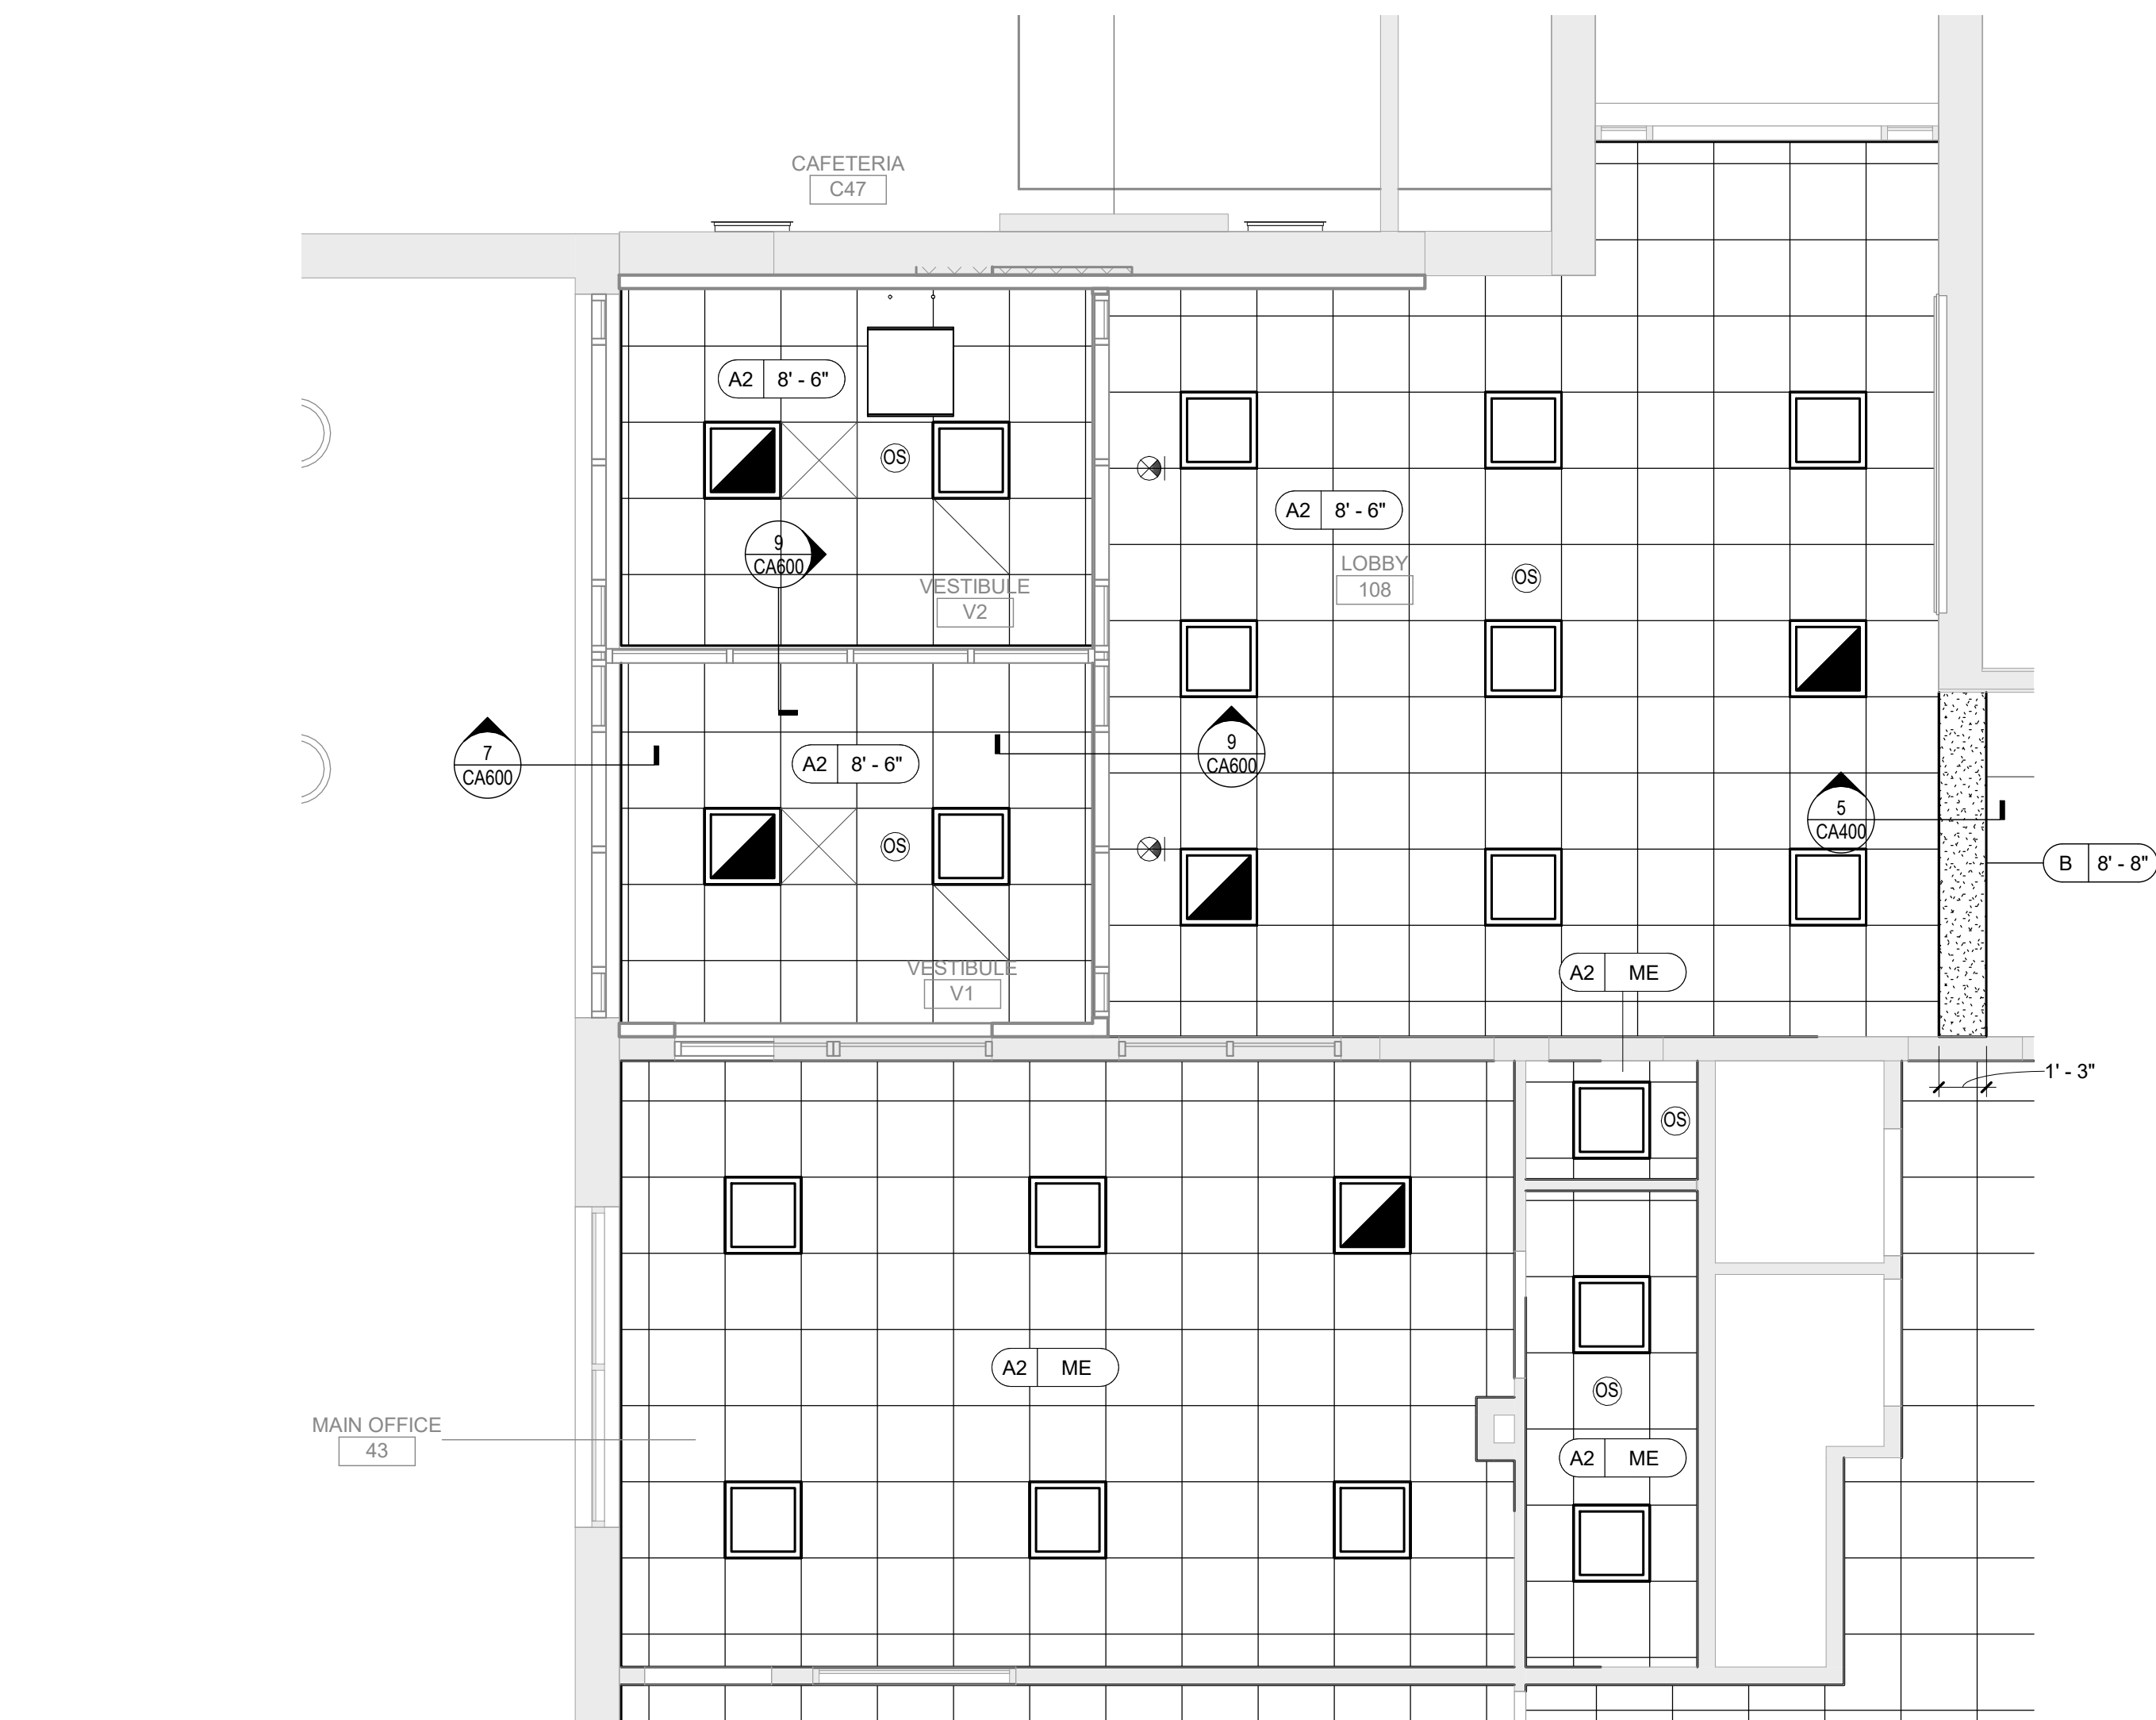 CAFETERIA
C47
A2 8' - 6"
OS
A2 8' - 6"
9
CA600
LOBBY
108
OS
VESTIBULE
V2
7
CA600
A2 8' - 6"
9
CA600
5
CA400
OS
B 8' - 8"
VESTIBULE
V1
A2 ME
1' - 3"
OS
A2 ME
OS
MAIN OFFICE
43
A2 ME